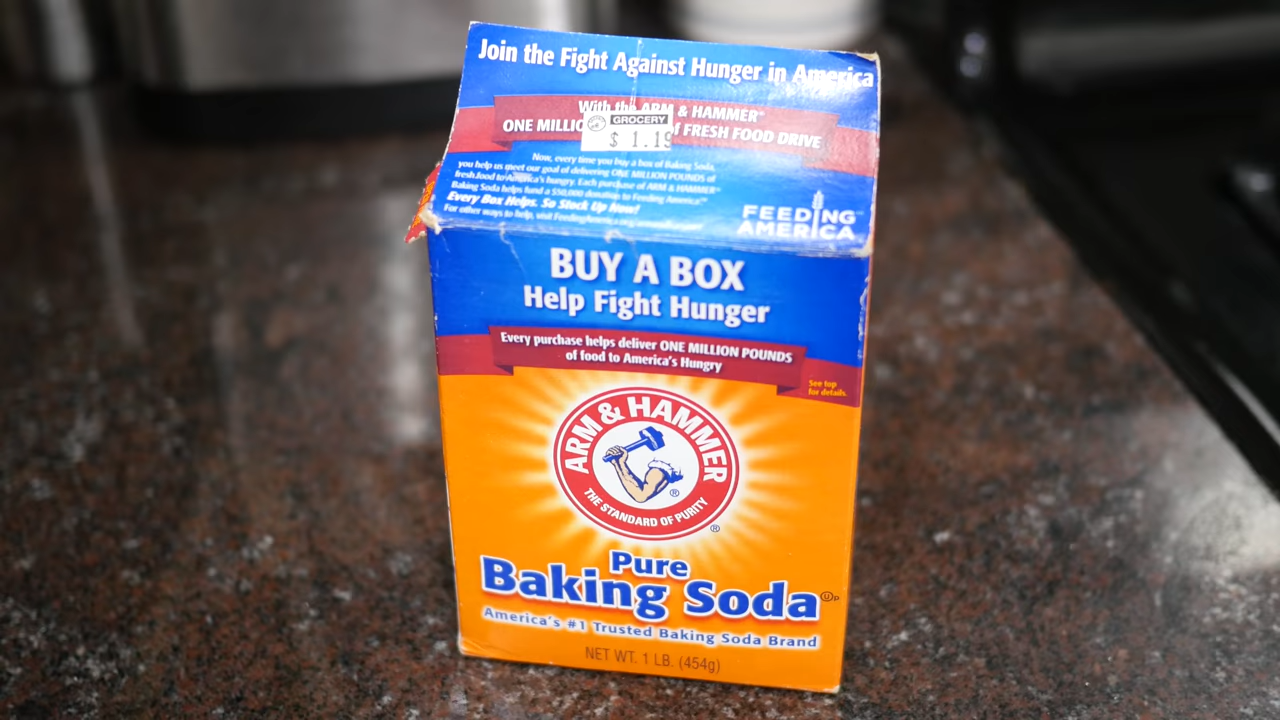 Join the Fight Against Hunger in America
With the ARM & HAMMER™
ONE MILLIO of FRESH FOOD DRIVE
GROCERY
$ 1.19
Now, every time you buy a box of Baking Soda,
you help us meet our goal of delivering ONE MILLION POUNDS of
fresh food to America's hungry. Each purchase of ARM & HAMMER™
Baking Soda helps fund a $50,000 donation to Feeding America.™
Every Box Helps. So Stock Up Now!
For other ways to help, visit FeedingAmerica.org
FEEDING
AMERICA
BUY A BOX
Help Fight Hunger
Every purchase helps deliver ONE MILLION POUNDS
of food to America's Hungry
See top
for details.
ARM & HAMMER
THE STANDARD OF PURITY
®
®
Pure
Baking Soda
America's #1 Trusted Baking Soda Brand
NET WT. 1 LB. (454g)